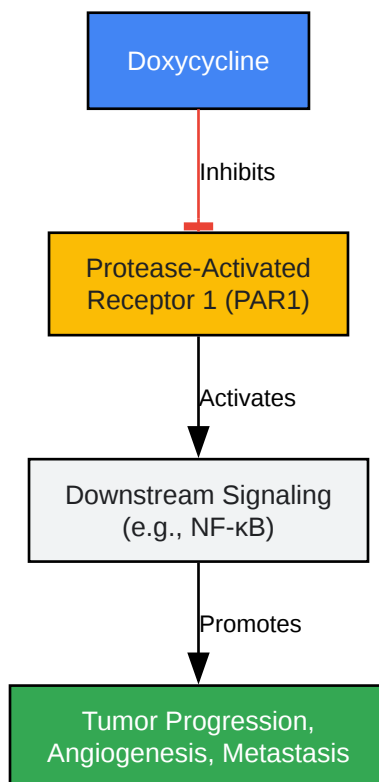 Doxycycline
Inhibits
Protease-Activated
Receptor 1 (PAR1)
Activates
Downstream Signaling
(e.g., NF-κB)
Promotes
Tumor Progression,
Angiogenesis, Metastasis